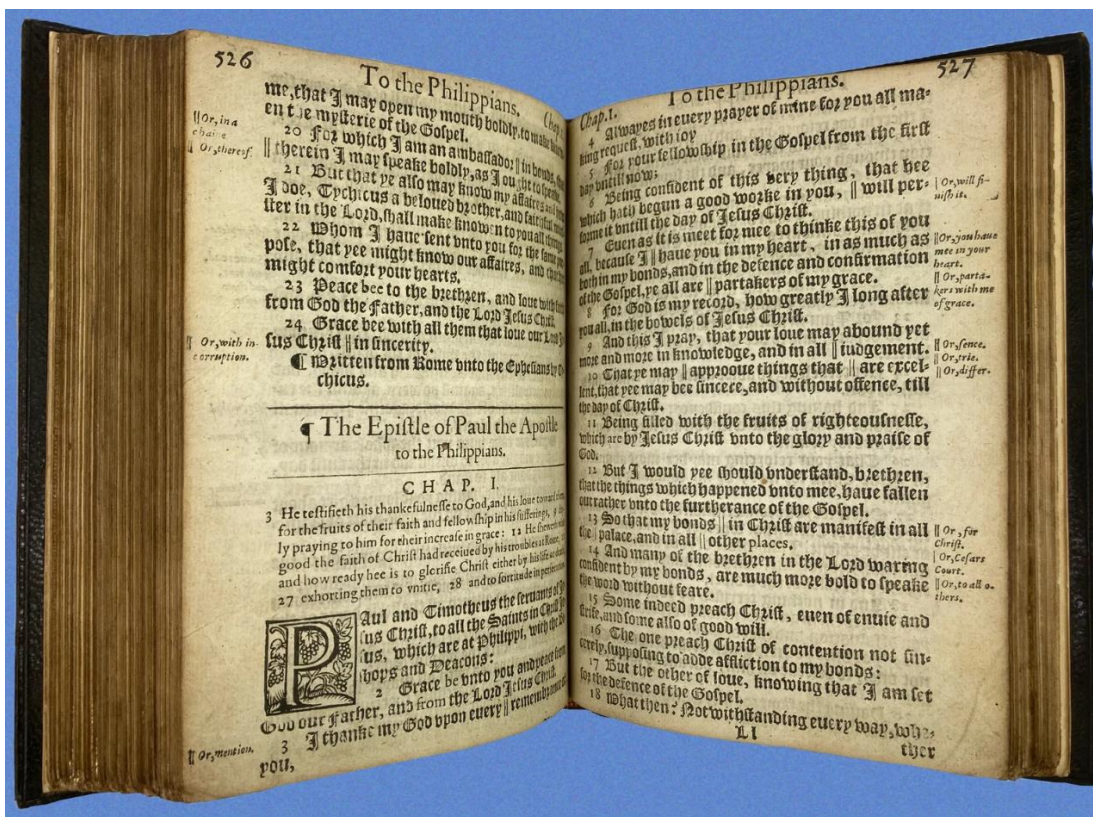 526
To the Philippians.
me, that I may open my mouth boldly, to make
en the mysterie of the Gospel.
20 For which I am an ambassador || in bonds, that
|| therein I may speake boldly, as I ought to speake.
21 But that ye also may know my affaires and how
I doe, Tychicus a beloued brother, and faithful
ster in the Lord, shall make knowen to you all things.
22 Whom I haue sent vnto you for the same pur
pose, that yee might know our affaires, and that
might comfort your hearts.
23 Peace bee to the brethren, and loue with
from God the Father, and the Lord Jesus Christ.
24 Grace bee with all them that loue our Lord
sus Christ || in sincerity.
¶ Written from Rome vnto the Ephesians by
chicus.
¶ The Epistle of Paul the Apostle
to the Philippians.
CHAP. I.
3 He testifieth his thankefulnesse to God, and his loue toward
for the fruits of their faith and fellowship in his sufferings, 9
ly praying to him for their increase in grace: 12 He sheweth
good the faith of Christ had receiued by his troubles at Rome,
and how ready hee is to glorifie Christ either by his life or death,
27 exhorting them to vnitie, 28 and to fortitude in persecution.
PAul and Timotheus the seruants of
sus Christ, to all the Saints in Christ
sus, which are at Philippi, with the
shops and Deacons:
2 Grace be vnto you and peace from
God our Father, and from the Lord Jesus Christ.
3 I thanke my God vpon euery || remembrance
you,
|| Or, in a
chaine
|| Or, thereof.
|| Or, with in-
corruption.
|| Or, mention.
527
To the Philippians.
Chap. I.
4 Alwayes in euery prayer of mine for you all ma-
king request, with ioy
5 For your fellowship in the Gospel from the first
day vntill now;
6 Being confident of this very thing, that hee
which hath begun a good worke in you, || will per-
forme it vntill the day of Jesus Christ.
7 Euen as it is meet for mee to thinke this of you
all, because I || haue you in my heart, in as much as
both in my bonds, and in the defence and confirmation
of the Gospel, ye all are || partakers of my grace.
8 For God is my record, how greatly I long after
you all, in the bowels of Jesus Christ.
9 And this I pray, that your loue may abound yet
more and more in knowledge, and in all || iudgement.
10 That ye may || approoue things that || are excel-
lent, that yee may bee sincere, and without offence, till
the day of Christ.
11 Being filled with the fruits of righteousnesse,
which are by Jesus Christ vnto the glory and praise of
God.
12 But I would yee should vnderstand, brethren,
that the things which happened vnto mee, haue fallen
out rather vnto the furtherance of the Gospel.
13 So that my bonds || in Christ are manifest in all
the || palace, and in all || other places.
14 And many of the brethren in the Lord waxing
confident by my bonds, are much more bold to speake
the word without feare.
15 Some indeed preach Christ, euen of enuie and
strife, and some also of good will.
16 The one preach Christ of contention not sin-
cerely, supposing to adde affliction to my bonds:
17 But the other of loue, knowing that I am set
for the defence of the Gospel.
18 What then? Notwithstanding euery way, whe-
Ll
ther
|| Or, will fi-
nish it.
|| Or, you haue
mee in your
heart.
|| Or, parta-
kers with me
of grace.
|| Or, sence.
|| Or, trie.
|| Or, differ.
|| Or, for
Christ.
|| Or, Cesars
Court.
|| Or, to all o-
thers.